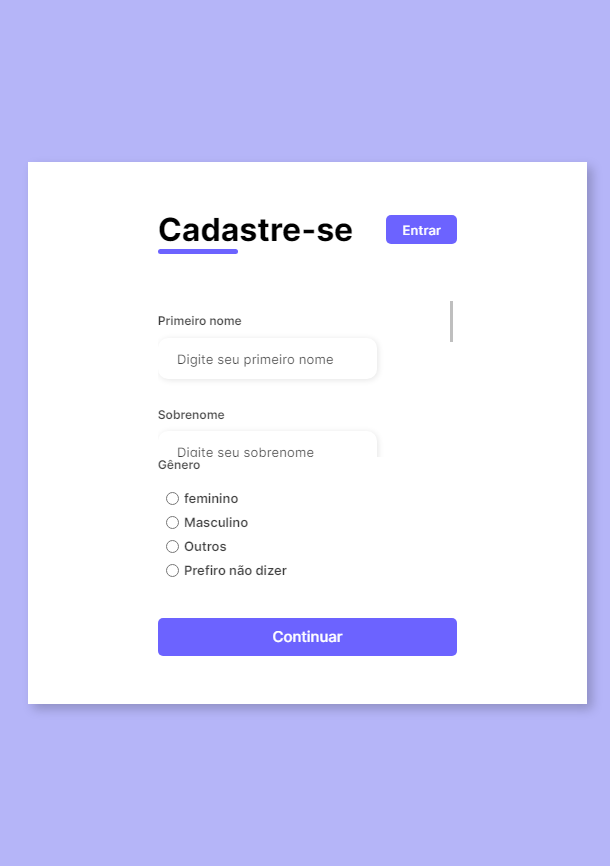 Cadastre-se
Entrar
Primeiro nome
Digite seu primeiro nome
Sobrenome
Digite seu sobrenome
Gênero
feminino
Masculino
Outros
Prefiro não dizer
Continuar